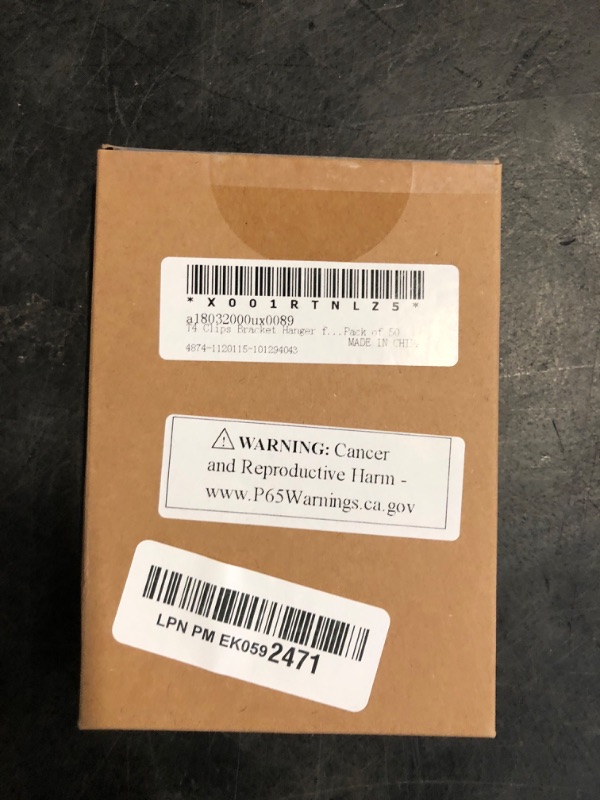 *X001RTNLZ5*
a18032000ux0089
T4 Clips Bracket Hanger f...Pack of 50
MADE IN CHI
4874-1120115-101294043
⚠ WARNING: Cancer
and Reproductive Harm -
www.P65Warnings.ca.gov
LPN PM EK0592471